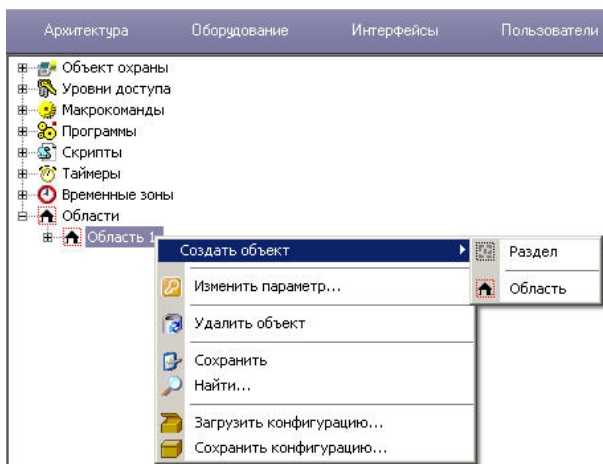 Архитектура Оборудование Интерфейсы Пользователи
Объект охраны
Уровни доступа
Макрокоманды
Программы
Скрипты
Таймеры
Временные зоны
Области
Область 1
Создать объект
Раздел
Изменить параметр...
Область
Удалить объект
Сохранить
Найти...
Загрузить конфигурацию...
Сохранить конфигурацию...